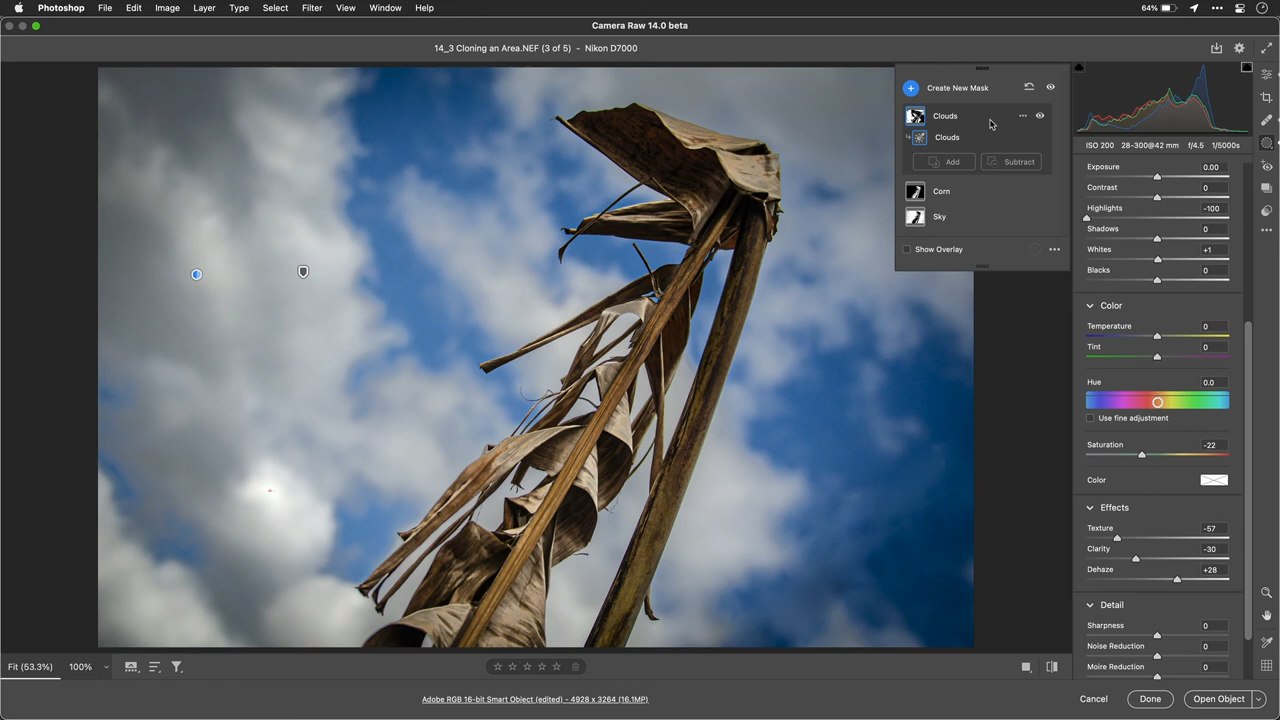 Photoshop File Edit Image Layer Type Select Filter View Window Help 64%
Camera Raw 14.0 beta
14_3 Cloning an Area.NEF (3 of 5) - Nikon D7000
Create New Mask
Clouds
Clouds
Add Subtract
Corn
Sky
Show Overlay
ISO 200 28-300@42 mm f/4.5 1/5000s
Exposure 0.00
Contrast 0
Highlights -100
Shadows 0
Whites +1
Blacks 0
Color
Temperature 0
Tint 0
Hue 0.0
Use fine adjustment
Saturation -22
Color
Effects
Texture -57
Clarity -30
Dehaze +28
Detail
Sharpness 0
Noise Reduction 0
Moire Reduction 0
Fit (53.3%) 100%
Adobe RGB 16-bit Smart Object (edited) - 4928 x 3264 (16.1MP)
Cancel Done Open Object